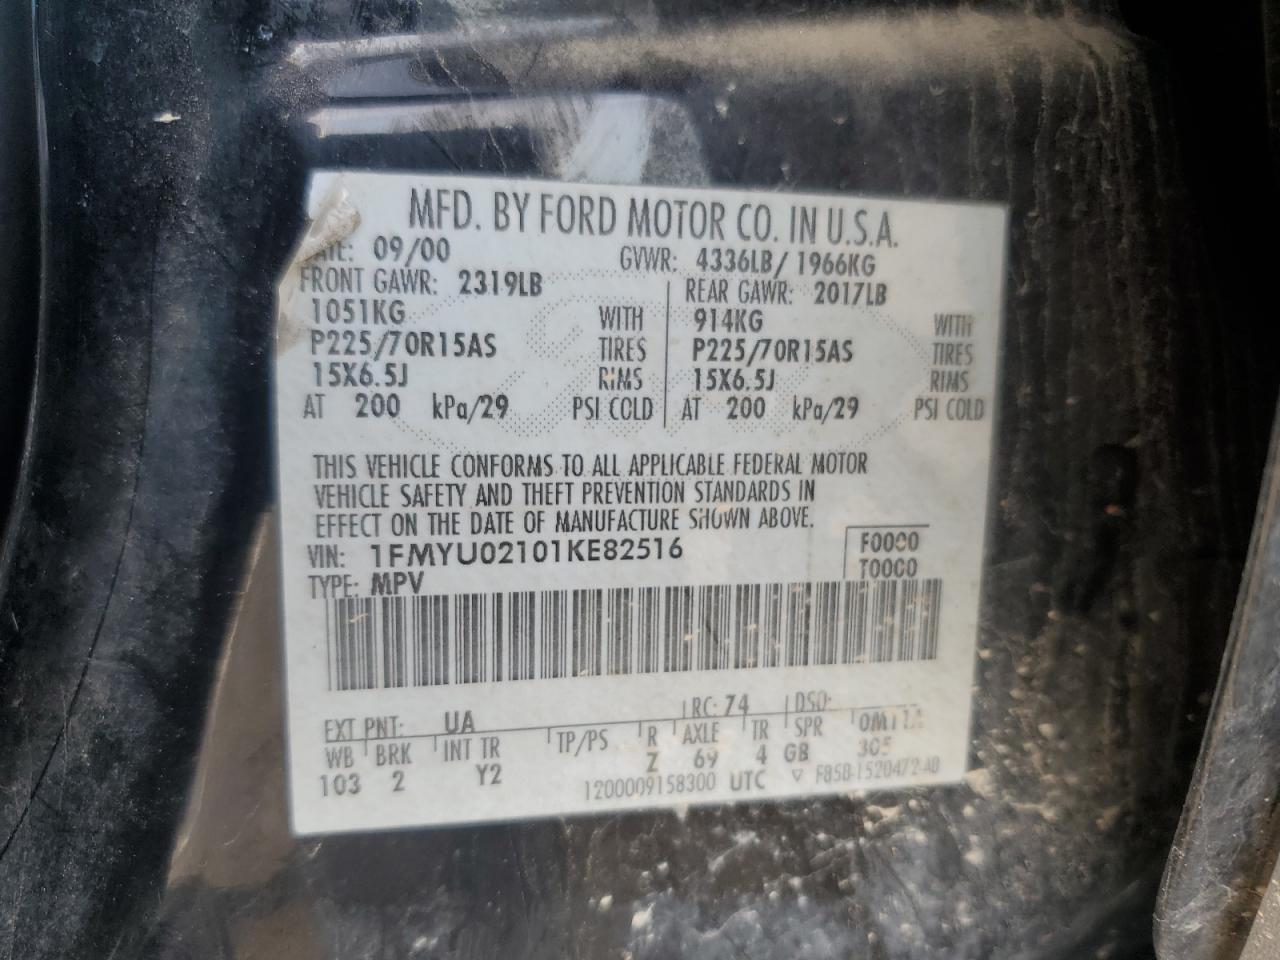 MFD. BY FORD MOTOR CO. IN U.S.A.
09/00 GVWR: 4336LB/ 1966KG
FRONT GAWR: 2319LB REAR GAWR: 2017LB
1051KG WITH 914KG WITH
P225/70R15AS TIRES P225/70R15AS TIRES
15X6.5J RIMS 15X6.5J RIMS
AT 200 kPa/29 PSI COLD AT 200 kPa/29 PSI COLD
THIS VEHICLE CONFORMS TO ALL APPLICABLE FEDERAL MOTOR
VEHICLE SAFETY AND THEFT PREVENTION STANDARDS IN
EFFECT ON THE DATE OF MANUFACTURE SHOWN ABOVE.
VIN: 1FMYU02101KE82516 F0000
TYPE: MPV T0000
EXT PNT: UA RC: 74 DSO:
WB BRK INT TR TP/PS R AXLE TR SPR
103 2 Y2 Z 69 4 GB 305
1200009158300 UTC ▽ F85B-1520472-AB